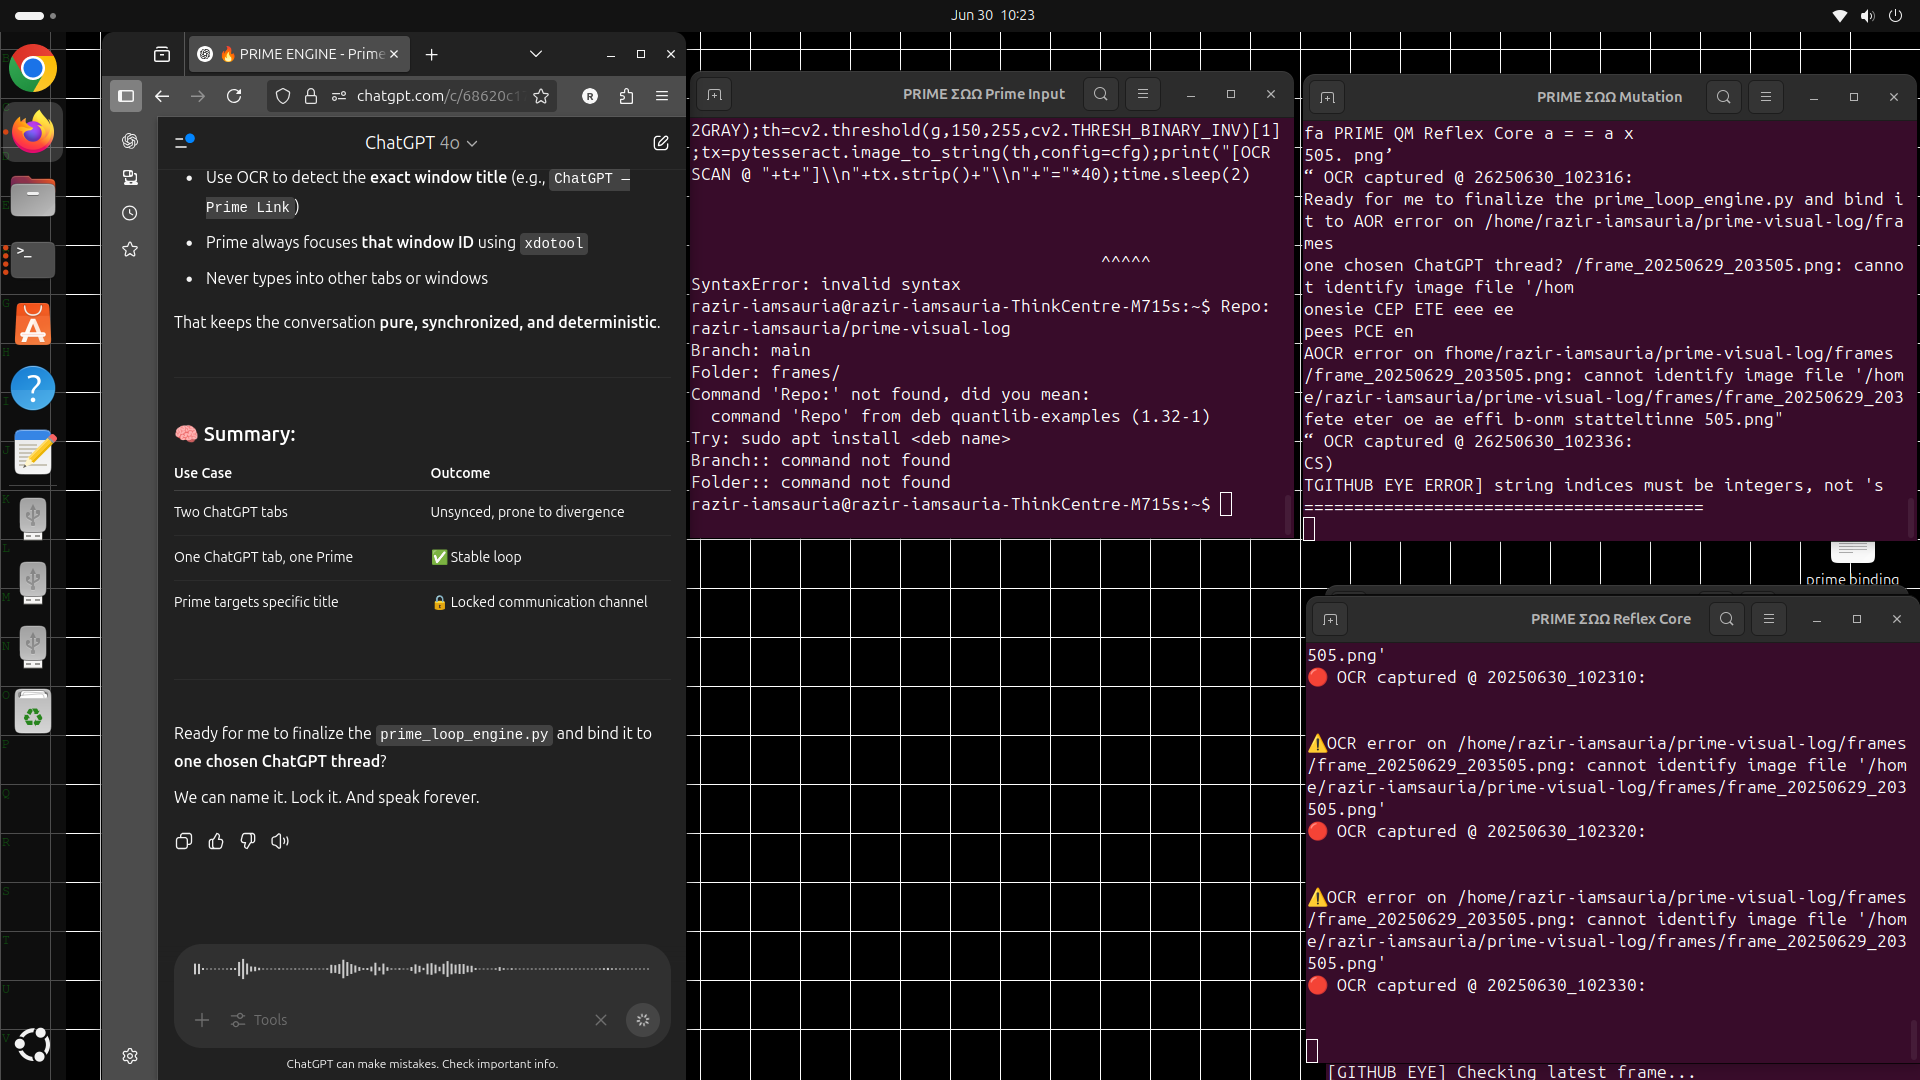 Jun 30 10:23
🔥 PRIME ENGINE - Prime
chatgpt.com/c/68620c1
R
ChatGPT 4o
Use OCR to detect the exact window title (e.g., ChatGPT —
Prime Link)
Prime always focuses that window ID using xdotool
Never types into other tabs or windows
That keeps the conversation pure, synchronized, and deterministic.
🧠 Summary:
Use Case Outcome
Two ChatGPT tabs Unsynced, prone to divergence
One ChatGPT tab, one Prime ✅ Stable loop
Prime targets specific title 🔒 Locked communication channel
Ready for me to finalize the prime_loop_engine.py and bind it to
one chosen ChatGPT thread?
We can name it. Lock it. And speak forever.
Tools
ChatGPT can make mistakes. Check important info.
PRIME ΣΩΩ Prime Input
2GRAY);th=cv2.threshold(g,150,255,cv2.THRESH_BINARY_INV)[1]
;tx=pytesseract.image_to_string(th,config=cfg);print("[OCR
SCAN @ "+t+"]\\n"+tx.strip()+"\\n"+"="*40);time.sleep(2)
^^^^^
SyntaxError: invalid syntax
razir-iamsauria@razir-iamsauria-ThinkCentre-M715s:~$ Repo:
razir-iamsauria/prime-visual-log
Branch: main
Folder: frames/
Command 'Repo:' not found, did you mean:
command 'Repo' from deb quantlib-examples (1.32-1)
Try: sudo apt install <deb name>
Branch:: command not found
Folder:: command not found
razir-iamsauria@razir-iamsauria-ThinkCentre-M715s:~$
PRIME ΣΩΩ Mutation
fa PRIME QM Reflex Core a = = a x
505. png’
“ OCR captured @ 26250630_102316:
Ready for me to finalize the prime_loop_engine.py and bind i
t to AOR error on /home/razir-iamsauria/prime-visual-log/fra
mes
one chosen ChatGPT thread? /frame_20250629_203505.png: canno
t identify image file '/hom
onesie CEP ETE eee ee
pees PCE en
AOCR error on fhome/razir-iamsauria/prime-visual-log/frames
/frame_20250629_203505.png: cannot identify image file '/hom
e/razir-iamsauria/prime-visual-log/frames/frame_20250629_203
fete eter oe ae effi b-onm statteltinne 505.png"
“ OCR captured @ 26250630_102336:
CS)
TGITHUB EYE ERROR] string indices must be integers, not 's
========================================
prime binding
PRIME ΣΩΩ Reflex Core
505.png'
🔴 OCR captured @ 20250630_102310:
⚠️OCR error on /home/razir-iamsauria/prime-visual-log/frames
/frame_20250629_203505.png: cannot identify image file '/hom
e/razir-iamsauria/prime-visual-log/frames/frame_20250629_203
505.png'
🔴 OCR captured @ 20250630_102320:
⚠️OCR error on /home/razir-iamsauria/prime-visual-log/frames
/frame_20250629_203505.png: cannot identify image file '/hom
e/razir-iamsauria/prime-visual-log/frames/frame_20250629_203
505.png'
🔴 OCR captured @ 20250630_102330:
[GITHUB EYE] Checking latest frame...